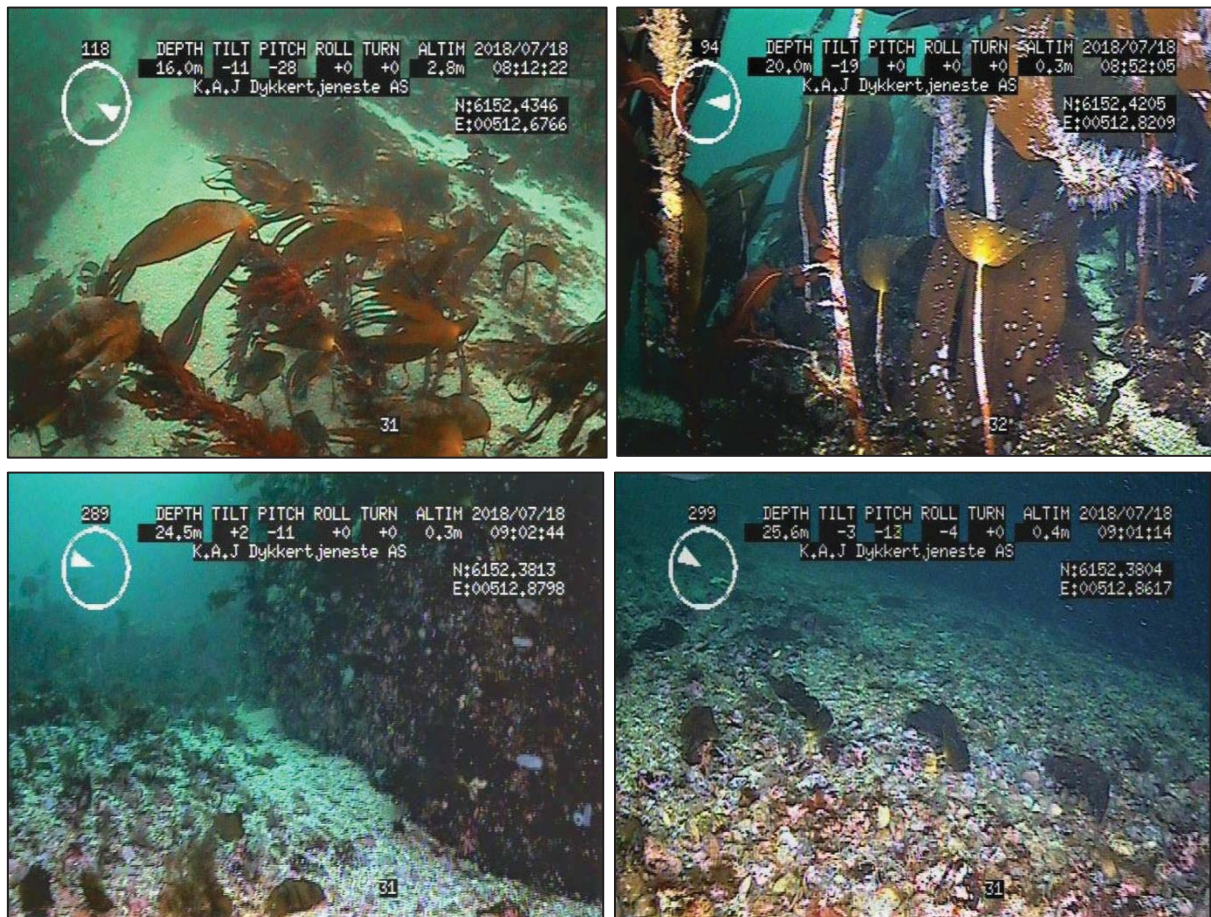 118
DEPTH TILT PITCH ROLL TURN ALTIM 2018/07/18
16.0m -11 -28 +0 +0 2.8m 08:12:22
K.A.J Dykkertjeneste AS
N:6152.4346
E:00512.6766
31
94
DEPTH TILT PITCH ROLL TURN ALTIM 2018/07/18
20.0m -19 +0 +0 +0 0.3m 08:52:05
K.A.J Dykkertjeneste AS
N:6152.4205
E:00512.8209
32
289
DEPTH TILT PITCH ROLL TURN ALTIM 2018/07/18
24.5m +2 -11 +0 +0 0.3m 09:02:44
K.A.J Dykkertjeneste AS
N:6152.3813
E:00512.8798
31
299
DEPTH TILT PITCH ROLL TURN ALTIM 2018/07/18
25.6m -3 -12 -4 +0 0.4m 09:01:14
K.A.J Dykkertjeneste AS
N:6152.3804
E:00512.8617
31